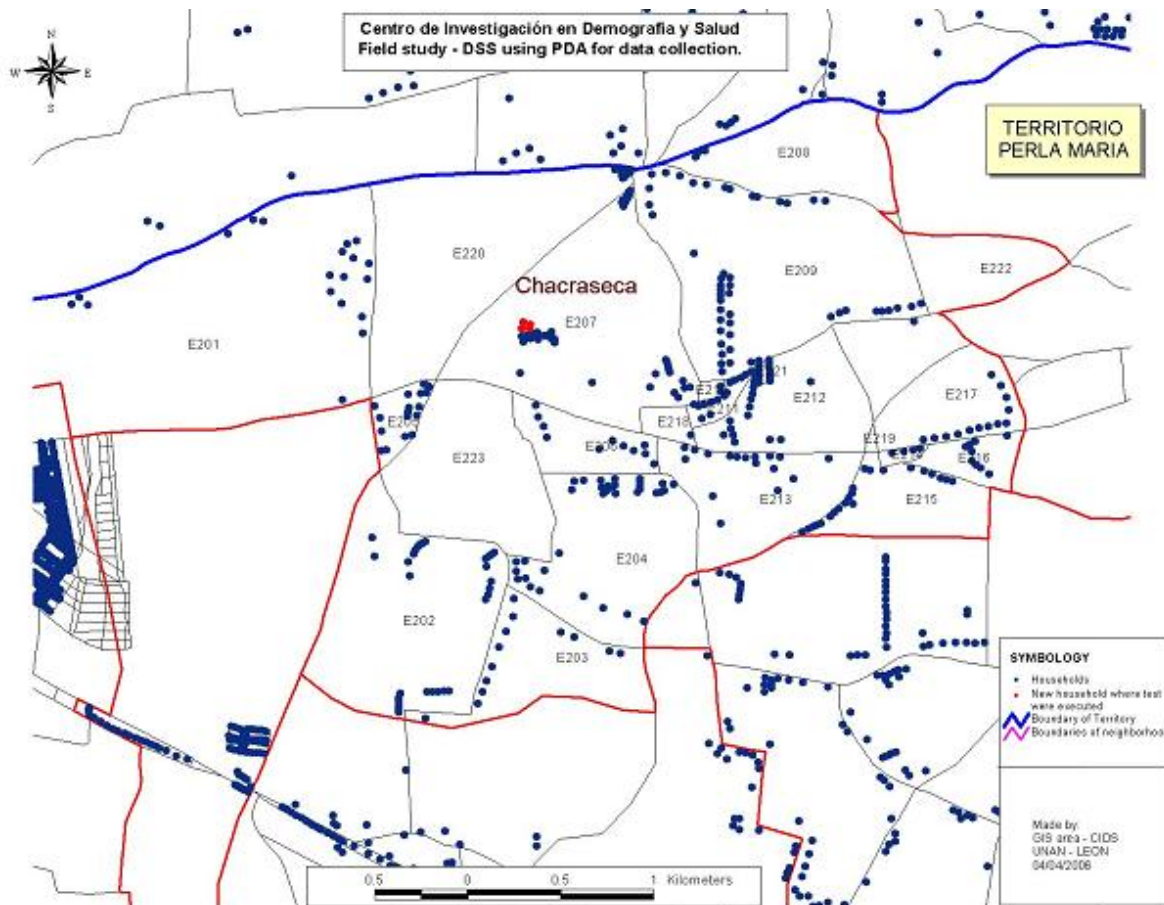 Centro de Investigación en Demografia y Salud
Field study - DSS using PDA for data collection.
N
W E
S
TERRITORIO
PERLA MARIA
E208
E220
E209
E222
Chacraseca
E207
E201
E212
E217
E218
E219
E223
E216
E213
E215
E204
E202
E203
SYMBOLOGY
Households
New household where test
were executed
Boundary of Territory
Boundaries of neighborhoo
Made by:
GIS area - CIDS
UNAN - LEON
04/04/2006
0.5 0 0.5 1 Kilometers